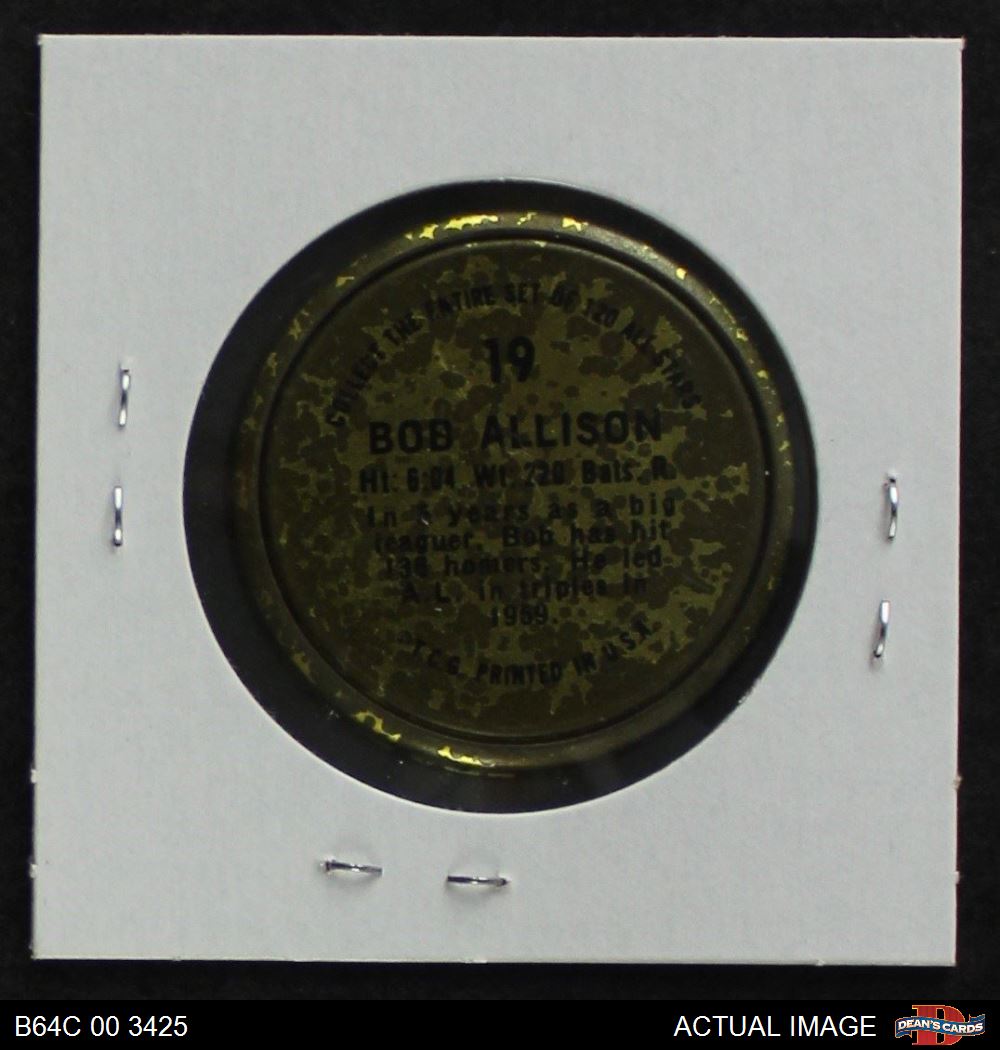 COLLECT THE ENTIRE SET OF 120 ALL-STARS
19
BOB ALLISON
Ht: 6:04 Wt. 220 Bats: R.
In 5 years as a big
leaguer, Bob has hit
136 homers. He led
A.L. in triples in
1959.
T.C.G. PRINTED IN U.S.A.
B64C 00 3425
ACTUAL IMAGE
DEAN'S CARDS